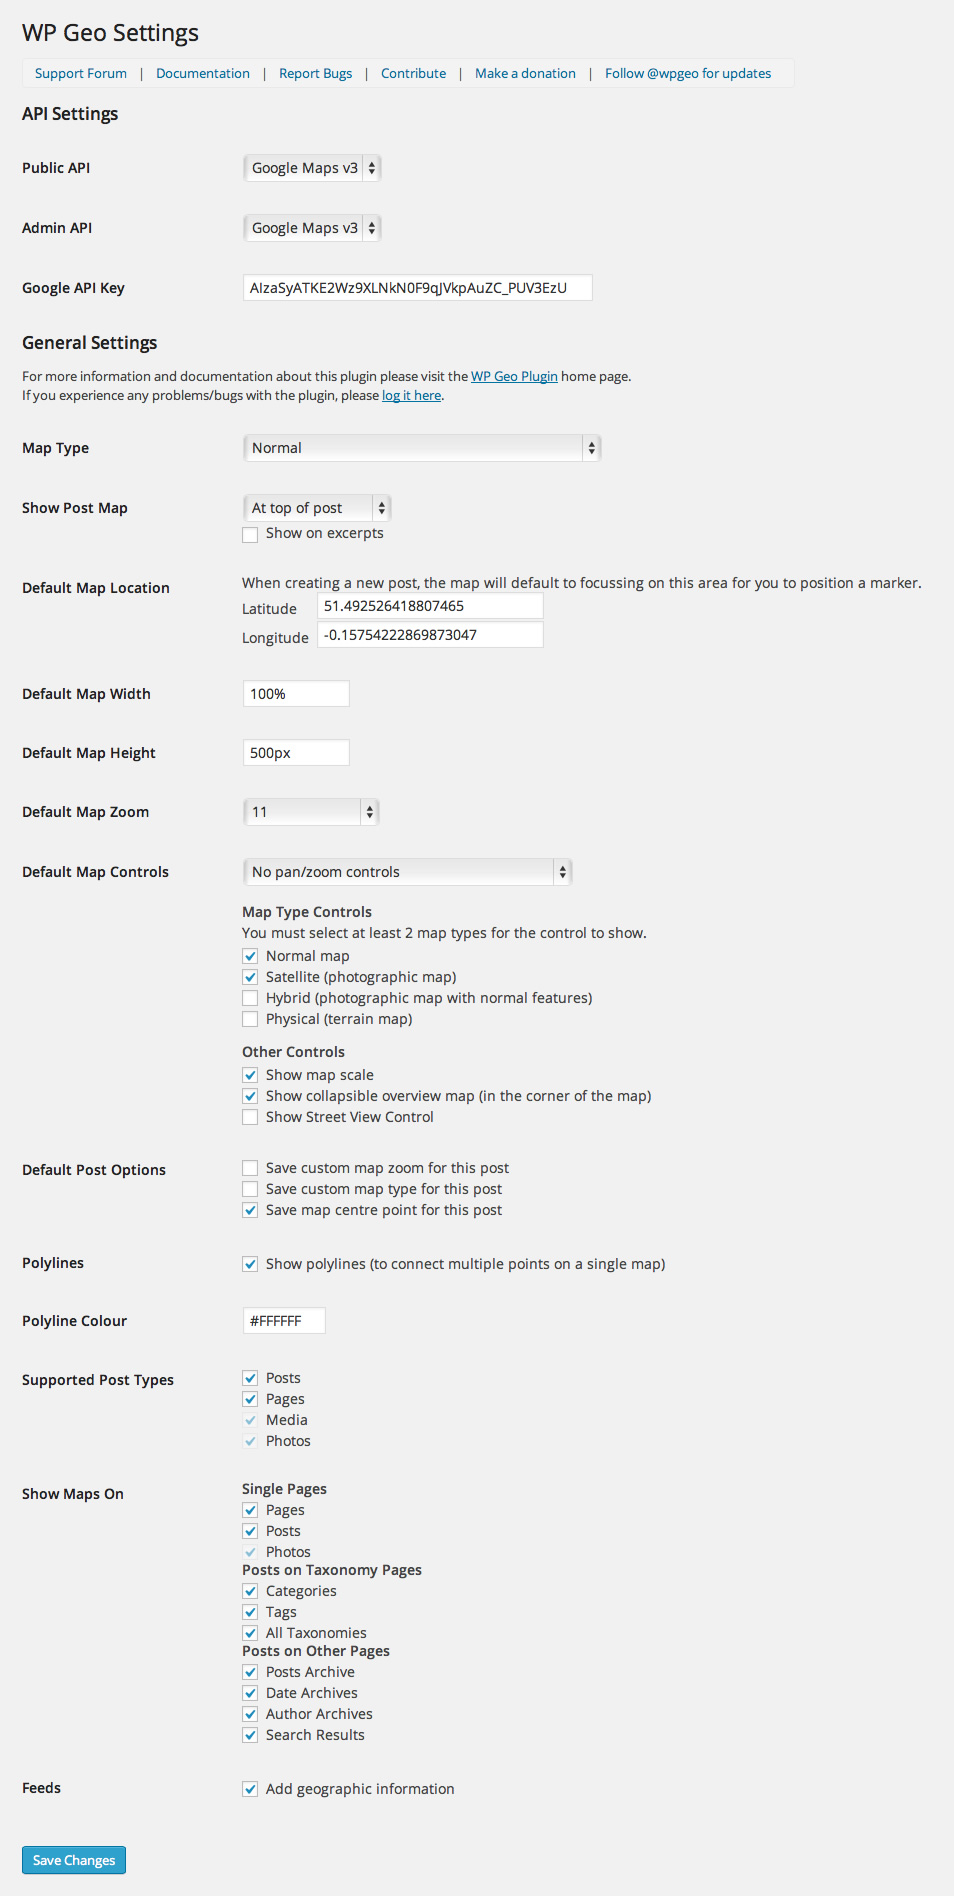 WP Geo Settings
Support Forum | Documentation | Report Bugs | Contribute | Make a donation | Follow @wpgeo for updates
API Settings
Public API Google Maps v3
Admin API Google Maps v3
Google API Key AIzaSyATKE2Wz9XLNkN0F9qJVkpAuZC_PUV3EzU
General Settings
For more information and documentation about this plugin please visit the WP Geo Plugin home page.
If you experience any problems/bugs with the plugin, please log it here.
Map Type Normal
Show Post Map At top of post
Show on excerpts
Default Map Location When creating a new post, the map will default to focussing on this area for you to position a marker.
Latitude 51.492526418807465
Longitude -0.15754222869873047
Default Map Width 100%
Default Map Height 500px
Default Map Zoom 11
Default Map Controls No pan/zoom controls
Map Type Controls
You must select at least 2 map types for the control to show.
Normal map
Satellite (photographic map)
Hybrid (photographic map with normal features)
Physical (terrain map)
Other Controls
Show map scale
Show collapsible overview map (in the corner of the map)
Show Street View Control
Default Post Options Save custom map zoom for this post
Save custom map type for this post
Save map centre point for this post
Polylines Show polylines (to connect multiple points on a single map)
Polyline Colour #FFFFFF
Supported Post Types Posts
Pages
Media
Photos
Show Maps On Single Pages
Pages
Posts
Photos
Posts on Taxonomy Pages
Categories
Tags
All Taxonomies
Posts on Other Pages
Posts Archive
Date Archives
Author Archives
Search Results
Feeds Add geographic information
Save Changes